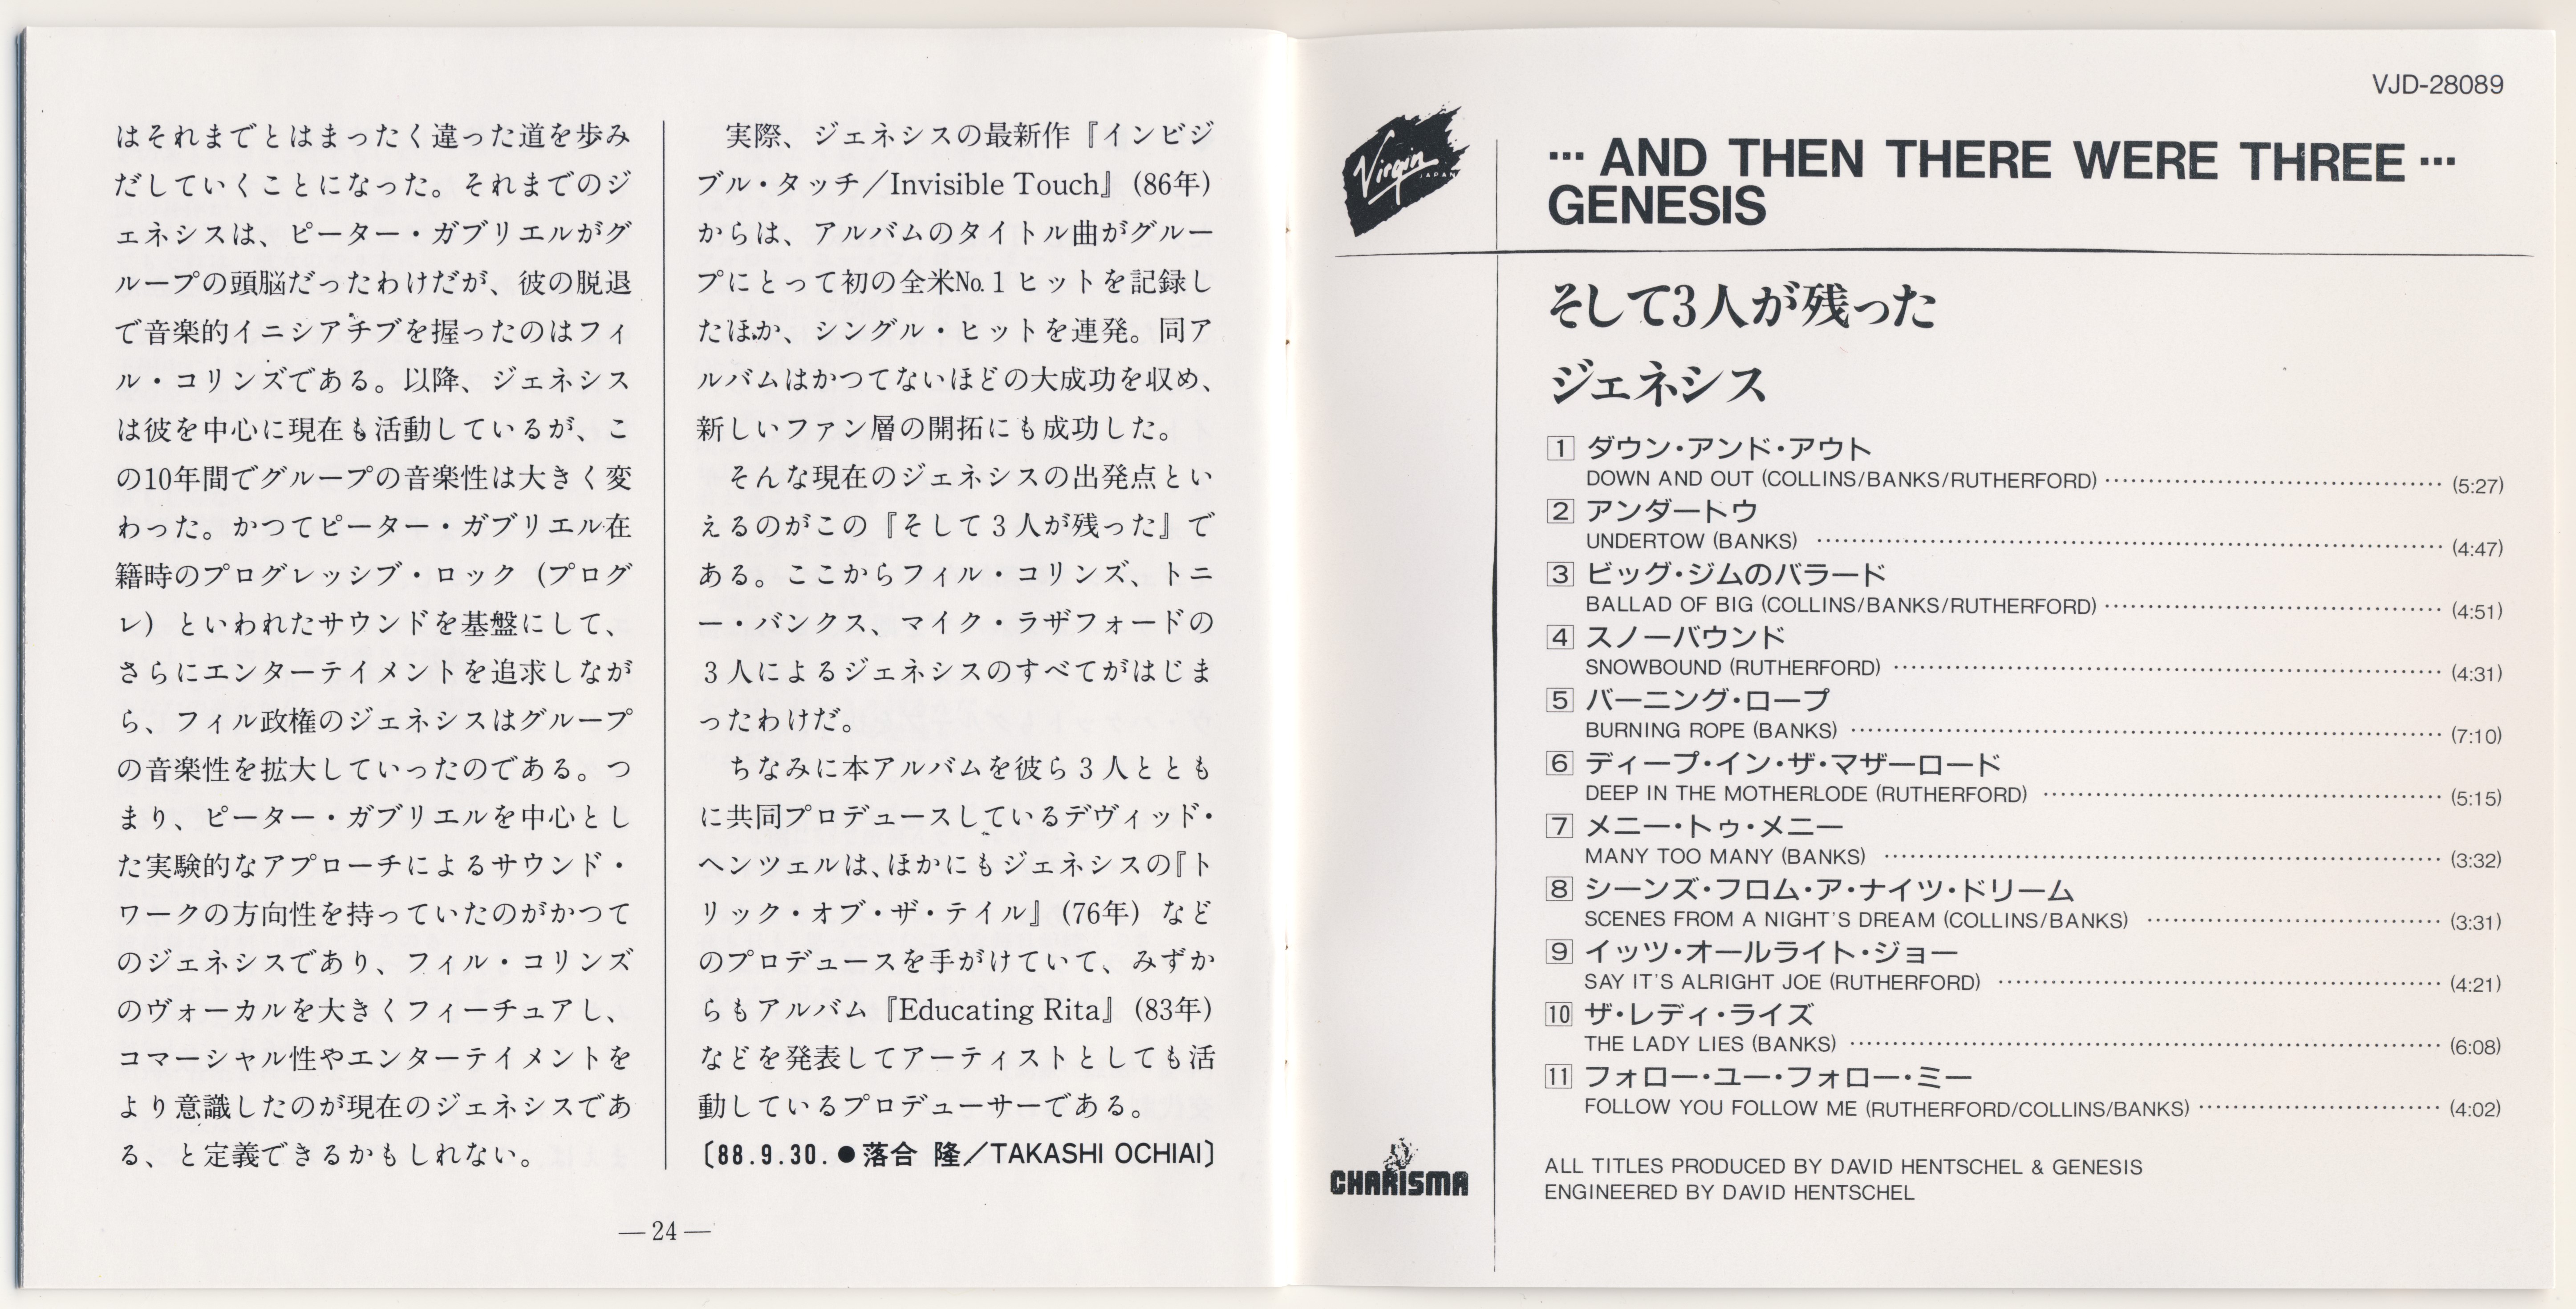 はそれまでとはまったく違った道を歩み
だしていくことになった。それまでのジ
ェネシスは、ピーター・ガブリエルがグ
ループの頭脳だったわけだが、彼の脱退
で音楽的イニシアチブを握ったのはフィ
ル・コリンズである。以降、ジェネシス
は彼を中心に現在も活動しているが、こ
の10年間でグループの音楽性は大きく変
わった。かつてピーター・ガブリエル在
籍時のプログレッシブ・ロック（プログ
レ）といわれたサウンドを基盤にして、
さらにエンターテイメントを追求しなが
ら、フィル政権のジェネシスはグループ
の音楽性を拡大していったのである。つ
まり、ピーター・ガブリエルを中心とし
た実験的なアプローチによるサウンド・
ワークの方向性を持っていたのがかつて
のジェネシスであり、フィル・コリンズ
のヴォーカルを大きくフィーチュアし、
コマーシャル性やエンターテイメントを
より意識したのが現在のジェネシスであ
る、と定義できるかもしれない。
実際、ジェネシスの最新作『インビジ
ブル・タッチ／Invisible Touch』（86年）
からは、アルバムのタイトル曲がグルー
プにとって初の全米№1ヒットを記録し
たほか、シングル・ヒットを連発。同ア
ルバムはかつてないほどの大成功を収め、
新しいファン層の開拓にも成功した。
そんな現在のジェネシスの出発点とい
えるのがこの『そして3人が残った』で
ある。ここからフィル・コリンズ、トニ
ー・バンクス、マイク・ラザフォードの
3人によるジェネシスのすべてがはじま
ったわけだ。
ちなみに本アルバムを彼ら3人ととも
に共同プロデュースしているデヴィッド・
ヘンツェルは、ほかにもジェネシスの『ト
リック・オブ・ザ・テイル』（76年）など
のプロデュースを手がけていて、みずか
らもアルバム『Educating Rita』（83年）
などを発表してアーティストとしても活
動しているプロデューサーである。
〔88.9.30.●落合 隆／TAKASHI OCHIAI〕
—24—
VJD-28089
Virgin
JAPAN
… AND THEN THERE WERE THREE …
GENESIS
そして3人が残った
ジェネシス
1 ダウン・アンド・アウト
DOWN AND OUT (COLLINS/BANKS/RUTHERFORD) (5:27)
2 アンダートウ
UNDERTOW (BANKS) (4:47)
3 ビッグ・ジムのバラード
BALLAD OF BIG (COLLINS/BANKS/RUTHERFORD) (4:51)
4 スノーバウンド
SNOWBOUND (RUTHERFORD) (4:31)
5 バーニング・ロープ
BURNING ROPE (BANKS) (7:10)
6 ディープ・イン・ザ・マザーロード
DEEP IN THE MOTHERLODE (RUTHERFORD) (5:15)
7 メニー・トゥ・メニー
MANY TOO MANY (BANKS) (3:32)
8 シーンズ・フロム・ア・ナイツ・ドリーム
SCENES FROM A NIGHT'S DREAM (COLLINS/BANKS) (3:31)
9 イッツ・オールライト・ジョー
SAY IT'S ALRIGHT JOE (RUTHERFORD) (4:21)
10 ザ・レディ・ライズ
THE LADY LIES (BANKS) (6:08)
11 フォロー・ユー・フォロー・ミー
FOLLOW YOU FOLLOW ME (RUTHERFORD/COLLINS/BANKS) (4:02)
CHARISMA
ALL TITLES PRODUCED BY DAVID HENTSCHEL & GENESIS
ENGINEERED BY DAVID HENTSCHEL